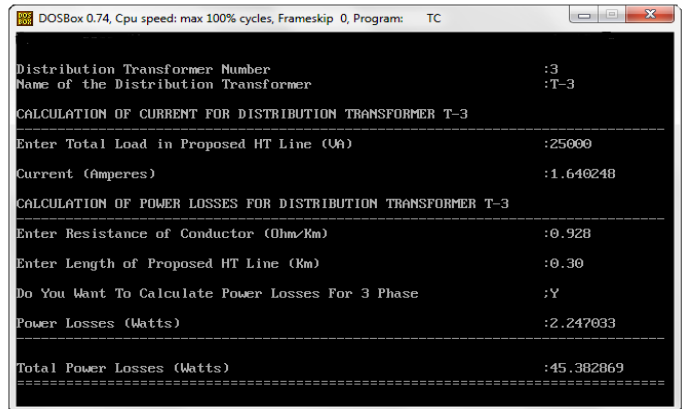 DOSBox 0.74, Cpu speed: max 100% cycles, Frameskip 0, Program: TC
Distribution Transformer Number :3
Name of the Distribution Transformer :T-3
CALCULATION OF CURRENT FOR DISTRIBUTION TRANSFORMER T-3
Enter Total Load in Proposed HT Line (VA) :25000
Current (Amperes) :1.640248
CALCULATION OF POWER LOSSES FOR DISTRIBUTION TRANSFORMER T-3
Enter Resistance of Conductor (Ohm/Km) :0.928
Enter Length of Proposed HT Line (Km) :0.30
Do You Want To Calculate Power Losses For 3 Phase ;Y
Power Losses (Watts) :2.247033
Total Power Losses (Watts) :45.382869